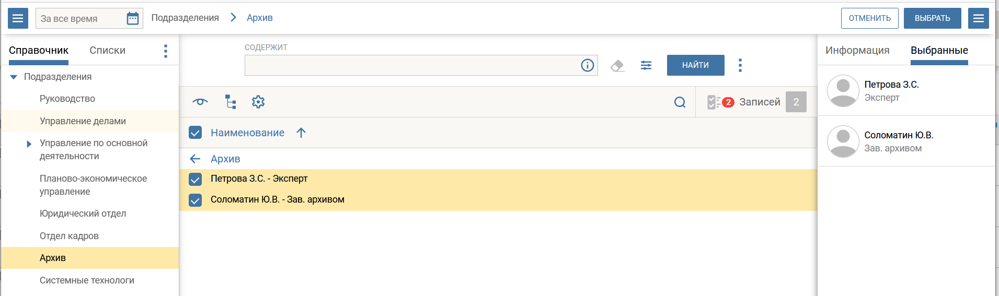 За все время
Подразделения
Архив
ОТМЕНИТЬ
ВЫБРАТЬ
Справочник
Списки
Подразделения
Руководство
Управление делами
Управление по основной
деятельности
Планово-экономическое
управление
Юридический отдел
Отдел кадров
Архив
Системные технологи
СОДЕРЖИТ
НАЙТИ
2
Записей
2
Наименование
Архив
Петрова З.С. - Эксперт
Соломатин Ю.В. - Зав. архивом
Информация
Выбранные
Петрова З.С.
Эксперт
Соломатин Ю.В.
Зав. архивом